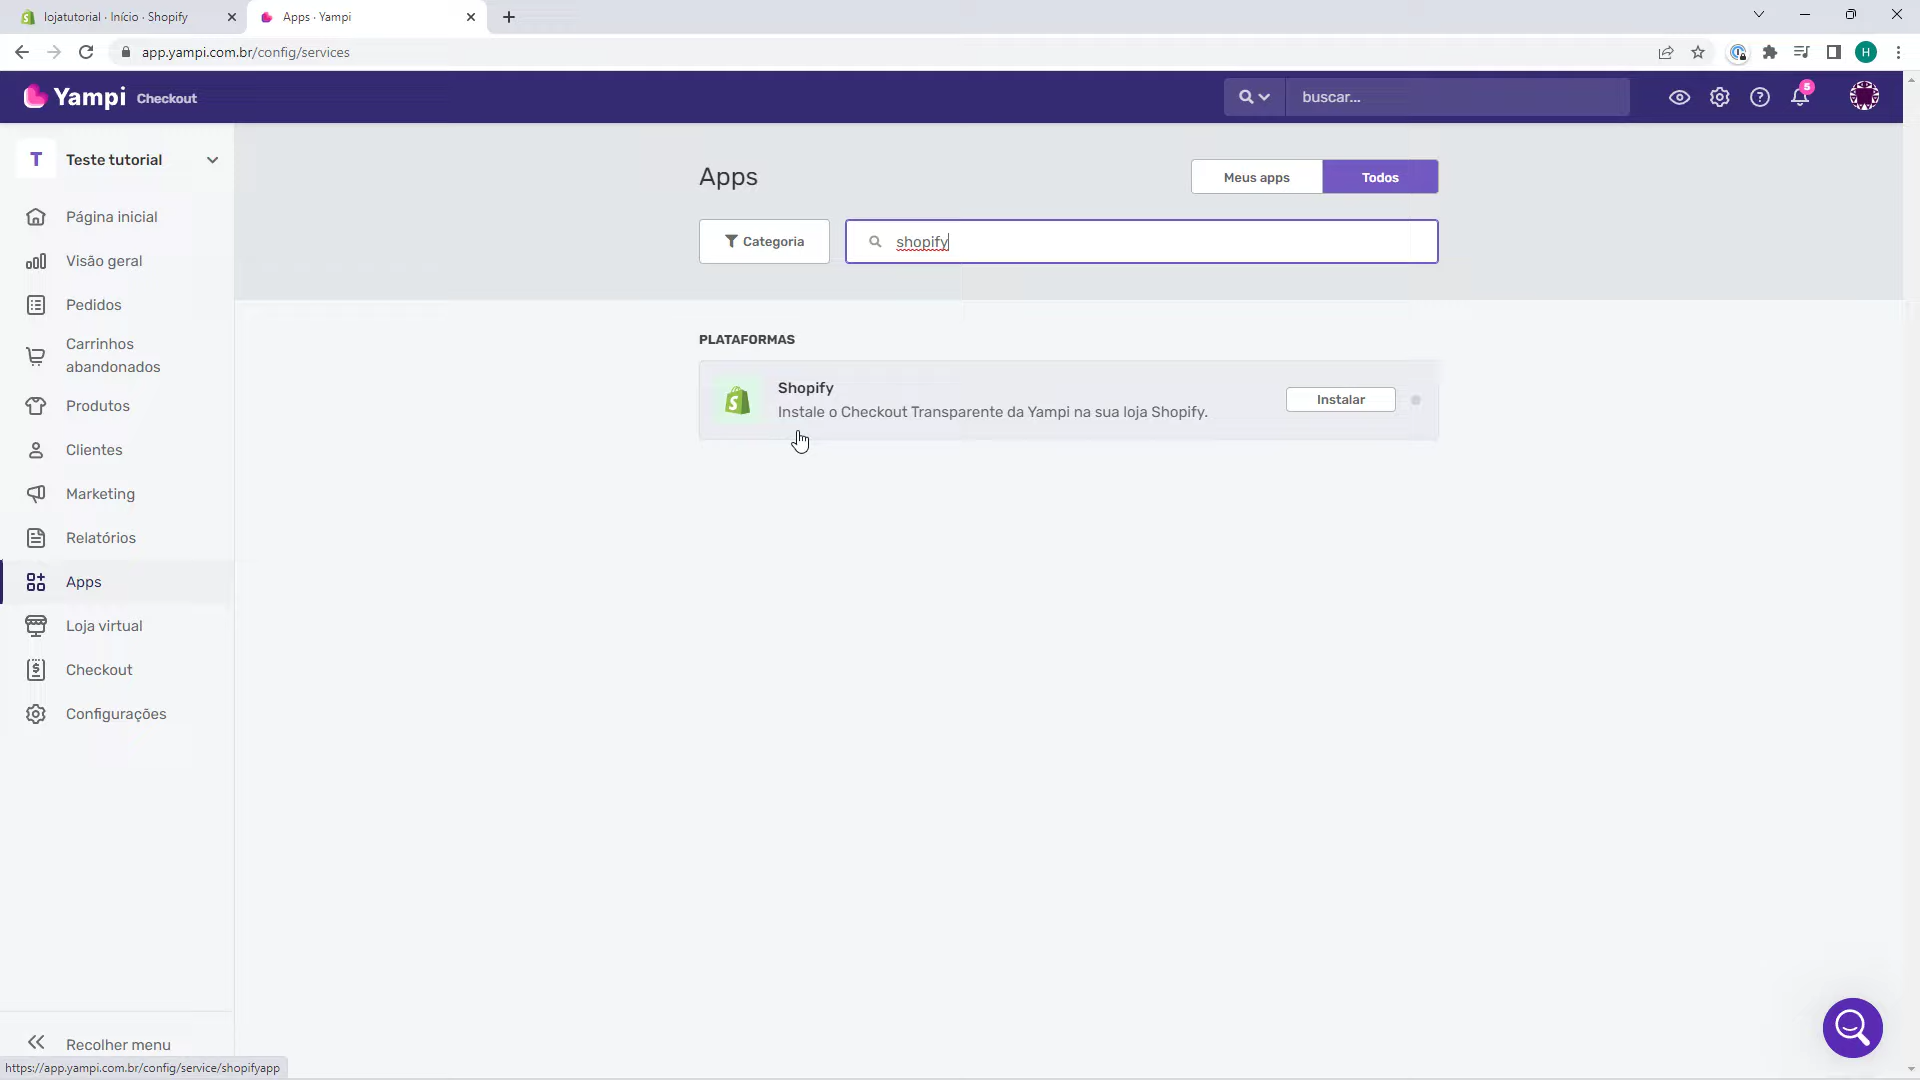 lojatutorial · Início · Shopify
Apps · Yampi
app.yampi.com.br/config/services
H
Yampi Checkout
buscar...
5
T
Teste tutorial
Apps
Meus apps
Todos
Categoria
shopify
Página inicial
Visão geral
Pedidos
Carrinhos
abandonados
Produtos
Clientes
Marketing
Relatórios
Apps
Loja virtual
Checkout
Configurações
PLATAFORMAS
Shopify
Instale o Checkout Transparente da Yampi na sua loja Shopify.
Instalar
Recolher menu
https://app.yampi.com.br/config/service/shopifyapp